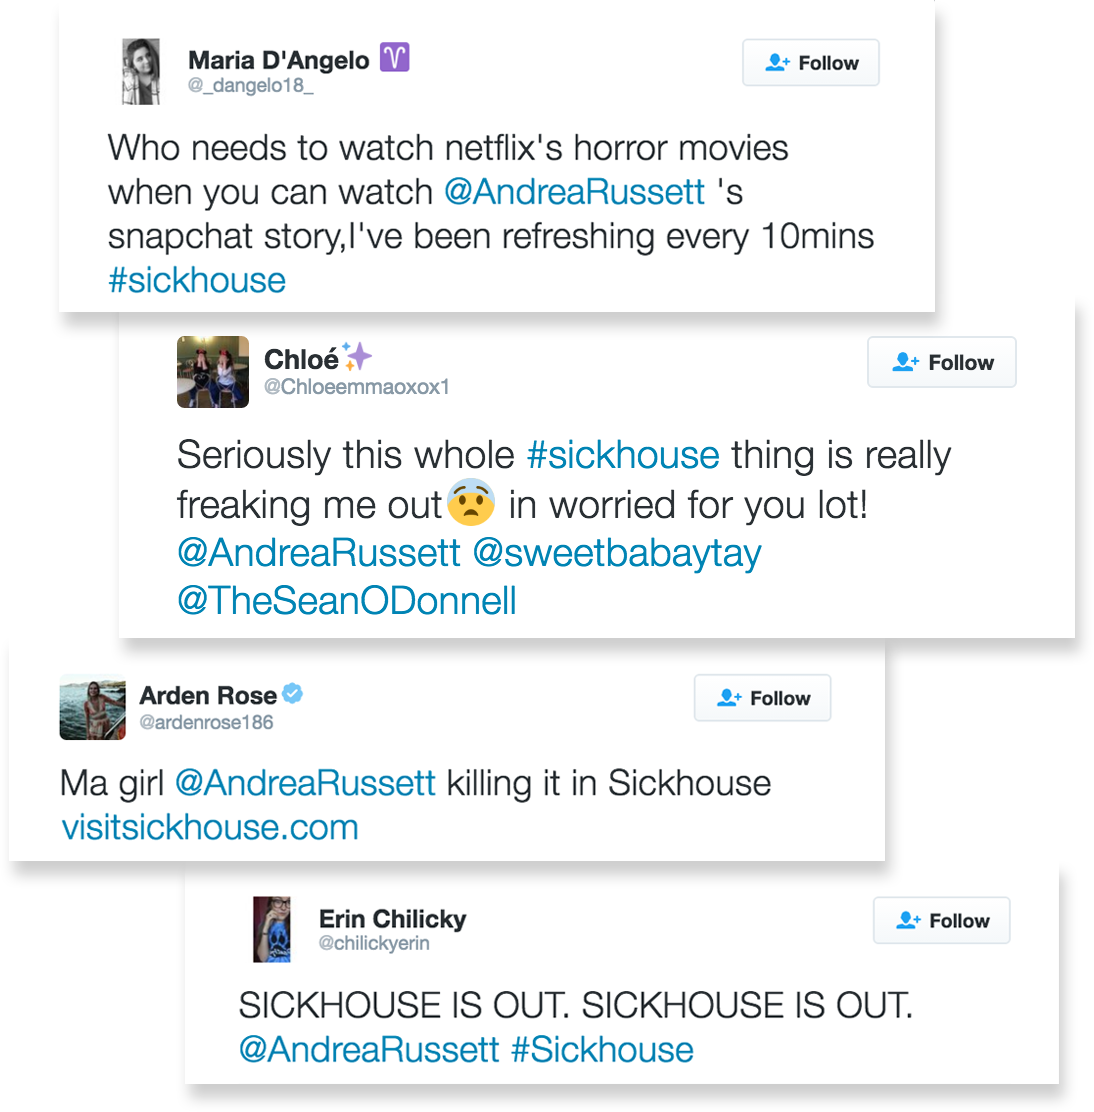 Maria D'Angelo ♈
@_dangelo18_
Follow
Who needs to watch netflix's horror movies
when you can watch @AndreaRussett 's
snapchat story,I've been refreshing every 10mins
#sickhouse
Chloé✨
@Chloeemmaoxox1
Follow
Seriously this whole #sickhouse thing is really
freaking me out😨 in worried for you lot!
@AndreaRussett @sweetbabaytay
@TheSeanODonnell
Arden Rose
@ardenrose186
Follow
Ma girl @AndreaRussett killing it in Sickhouse
visitsickhouse.com
Erin Chilicky
@chilickyerin
Follow
SICKHOUSE IS OUT. SICKHOUSE IS OUT.
@AndreaRussett #Sickhouse